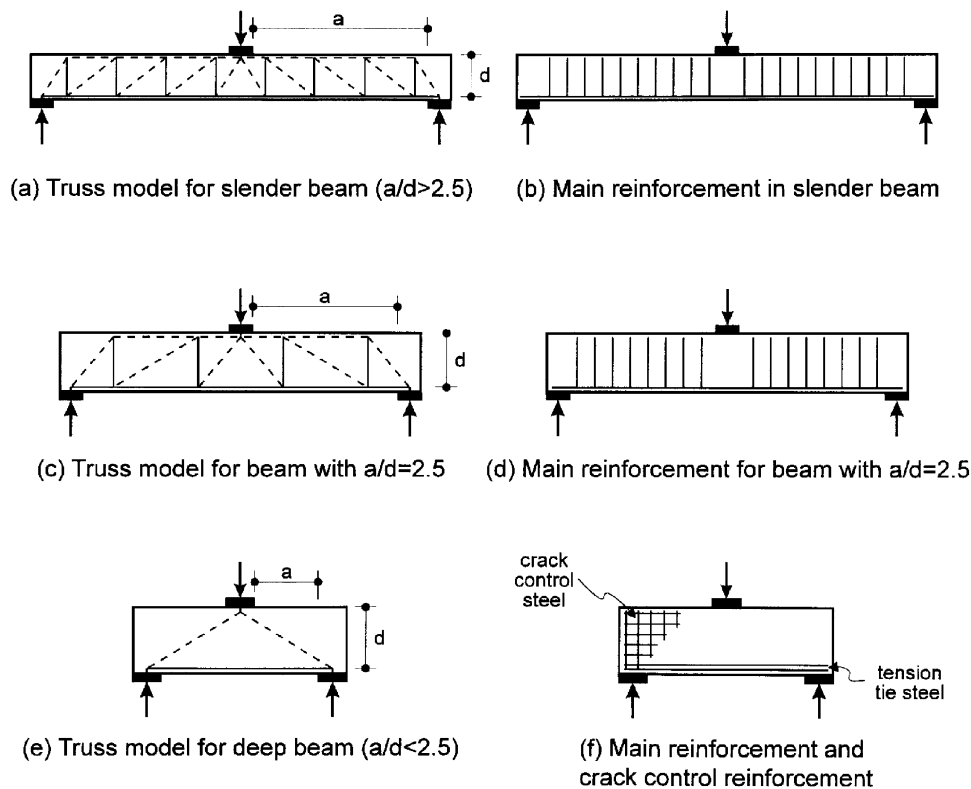 a
d
(a) Truss model for slender beam (a/d>2.5)
(b) Main reinforcement in slender beam
a
d
(c) Truss model for beam with a/d=2.5
(d) Main reinforcement for beam with a/d=2.5
a
d
(e) Truss model for deep beam (a/d<2.5)
crack
control
steel
tension
tie steel
(f) Main reinforcement and
crack control reinforcement